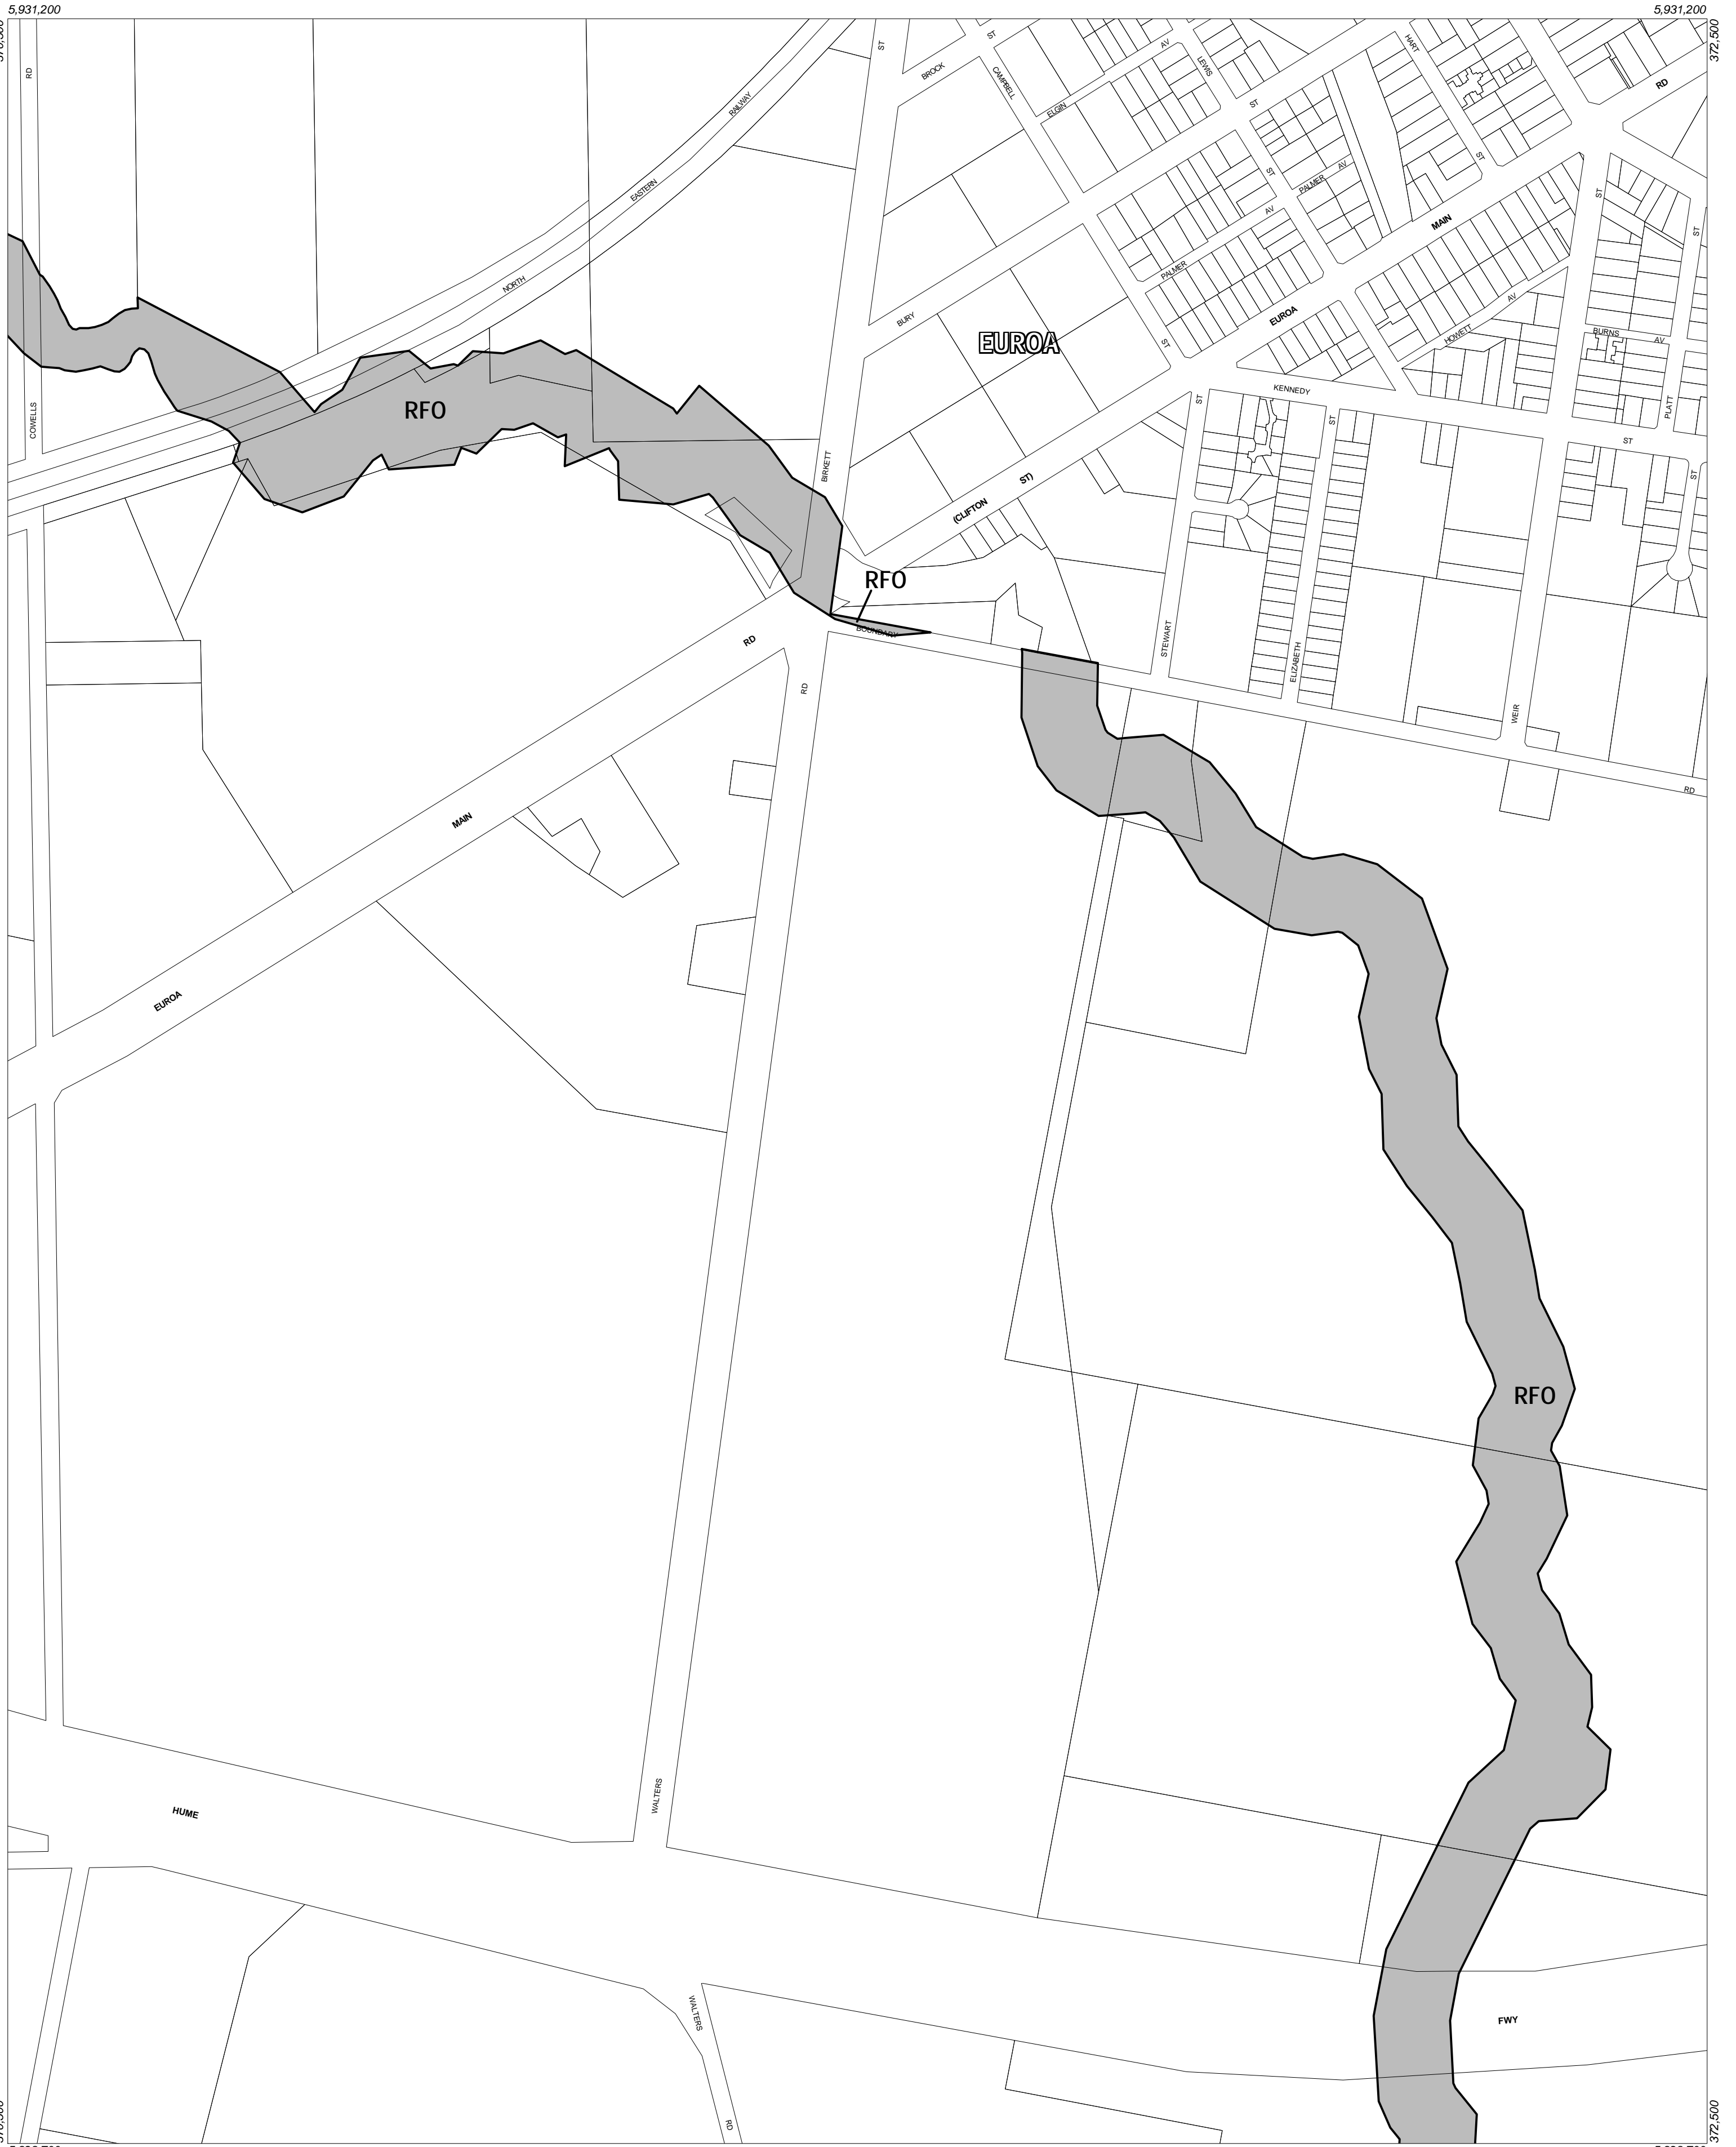 5,931,200
5,931,200
372,500
RD
ST
ST
BROCK
CAMPBELL
AV
LEWIS
HART
RD
RAILWAY
ELGIN
ST
ST
EASTERN
ST
PALMER
AV
AV
MAIN
ST
ST
NORTH
PALMER
AV
BURY
EUROA
EUROA
ST
HOWETT
BURNS
AV
KENNEDY
ST
ST
PLATT
COWELLS
RFO
ST
BIRKETT
ST
(CLIFTON
ST)
RFO
BOUNDARY
RD
STEWART
ELIZABETH
RD
WEIR
RD
MAIN
EUROA
RFO
WALTERS
HUME
WALTERS
FWY
RD
372,500